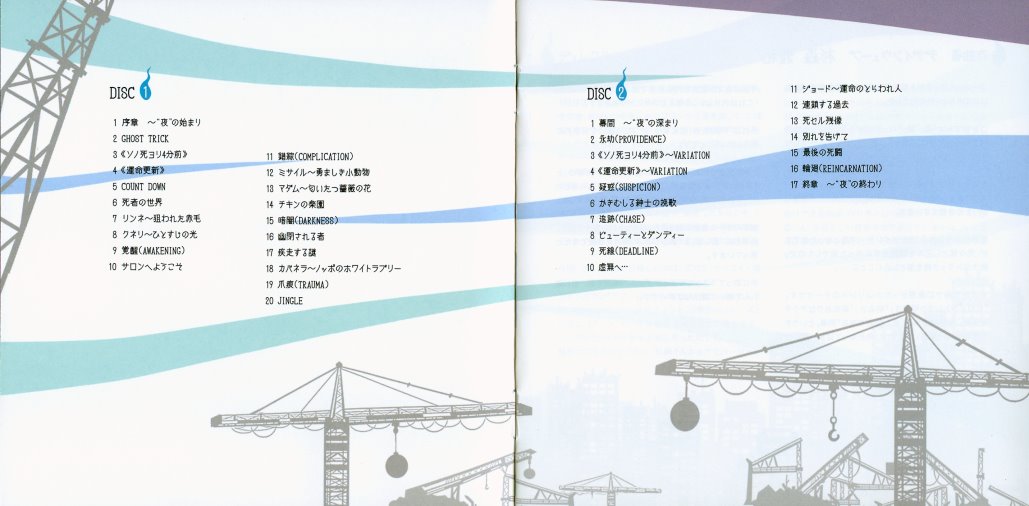 DISC 1
1 序章 ～"夜"の始まり
2 GHOST TRICK
3 《ソノ死ヨリ4分前》
4 《運命更新》
5 COUNT DOWN
6 死者の世界
7 リンネ～狙われた赤毛
8 クネリ～ひとすじの光
9 覚醒(AWAKENING)
10 サロンへようこそ
11 錯綜(COMPLICATION)
12 ミサイル～勇ましき小動物
13 マダム～匂いたつ薔薇の花
14 チキンの楽園
15 暗闇(DARKNESS)
16 幽閉される者
17 疾走する謎
18 カバネラ～ノッポのホワイトラブリー
19 爪痕(TRAUMA)
20 JINGLE
DISC 2
1 幕間 ～"夜"の深まり
2 永劫(PROVIDENCE)
3 《ソノ死ヨリ4分前》～VARIATION
4 《運命更新》～VARIATION
5 疑惑(SUSPICION)
6 かきむしる紳士の挽歌
7 追跡(CHASE)
8 ビューティーとダンディー
9 死線(DEADLINE)
10 虚無へ…
11 ジョード～運命のとらわれ人
12 連鎖する過去
13 死セル残像
14 別れを告げて
15 最後の死闘
16 輪廻(REINCARNATION)
17 終章 ～"夜"の終わり